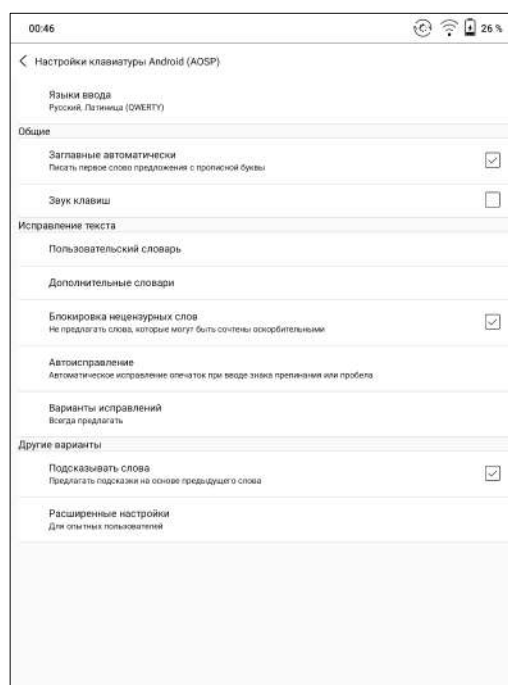 00:46
26 %
Настройки клавиатуры Android (AOSP)
Языки ввода
Русский, Латиница (QWERTY)
Общие
Заглавные автоматически
Писать первое слово предложения с прописной буквы
Звук клавиш
Исправление текста
Пользовательский словарь
Дополнительные словари
Блокировка нецензурных слов
Не предлагать слова, которые могут быть сочтены оскорбительными
Автоисправление
Автоматическое исправление опечаток при вводе знака препинания или пробела
Варианты исправлений
Всегда предлагать
Другие варианты
Подсказывать слова
Предлагать подсказки на основе предыдущего слова
Расширенные настройки
Для опытных пользователей